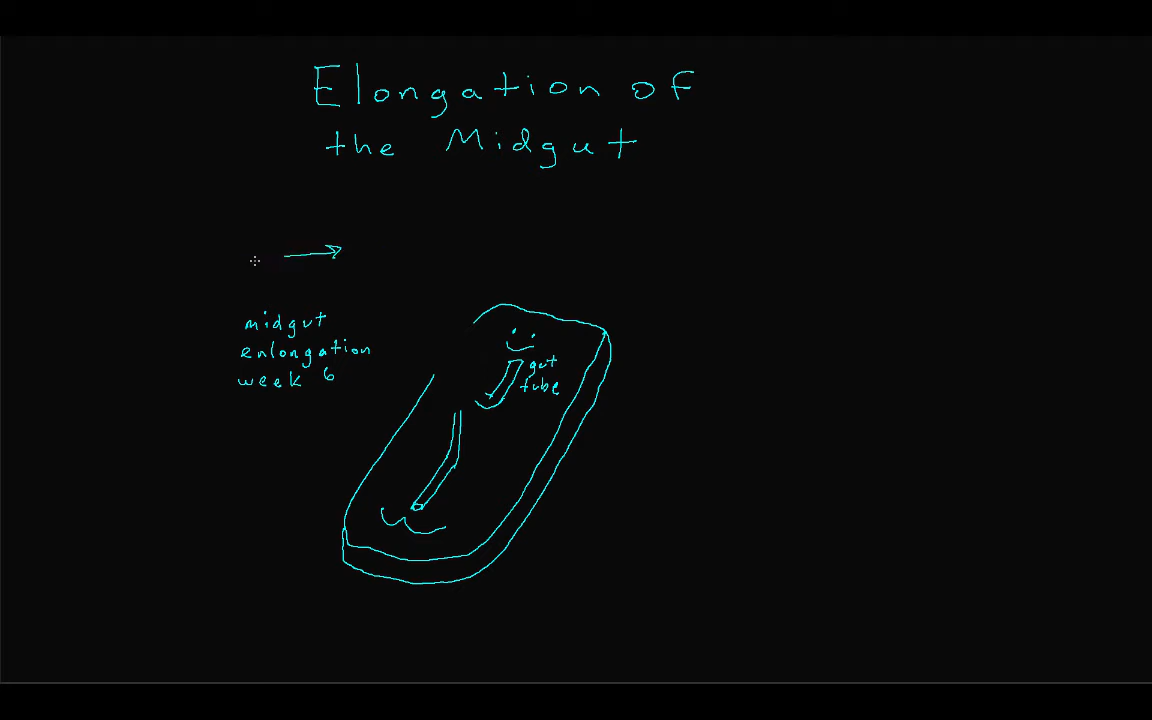 Elongation of
the Midgut
midgut
enlongation
week 6
gut
tube